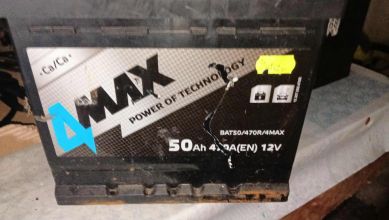 Ca/Ca
4MAX
POWER OF TECHNOLOGY
BAT50/470R/4MAX
50Ah 470A(EN) 12V